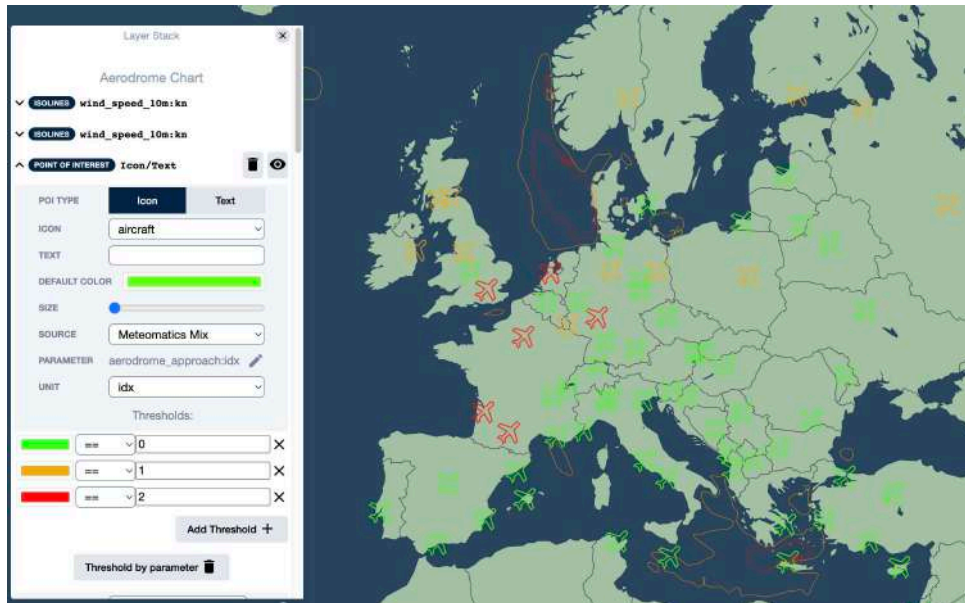 Layer Stack
Aerodrome Chart
ISOLINES wind_speed_10m:kn
ISOLINES wind_speed_10m:kn
POINT OF INTEREST Icon/Text
POI TYPE Icon Text
ICON aircraft
TEXT
DEFAULT COLOR
SIZE
SOURCE Meteomatics Mix
PARAMETER aerodrome_approach:idx
UNIT idx
Thresholds:
== 0
== 1
== 2
Add Threshold +
Threshold by parameter